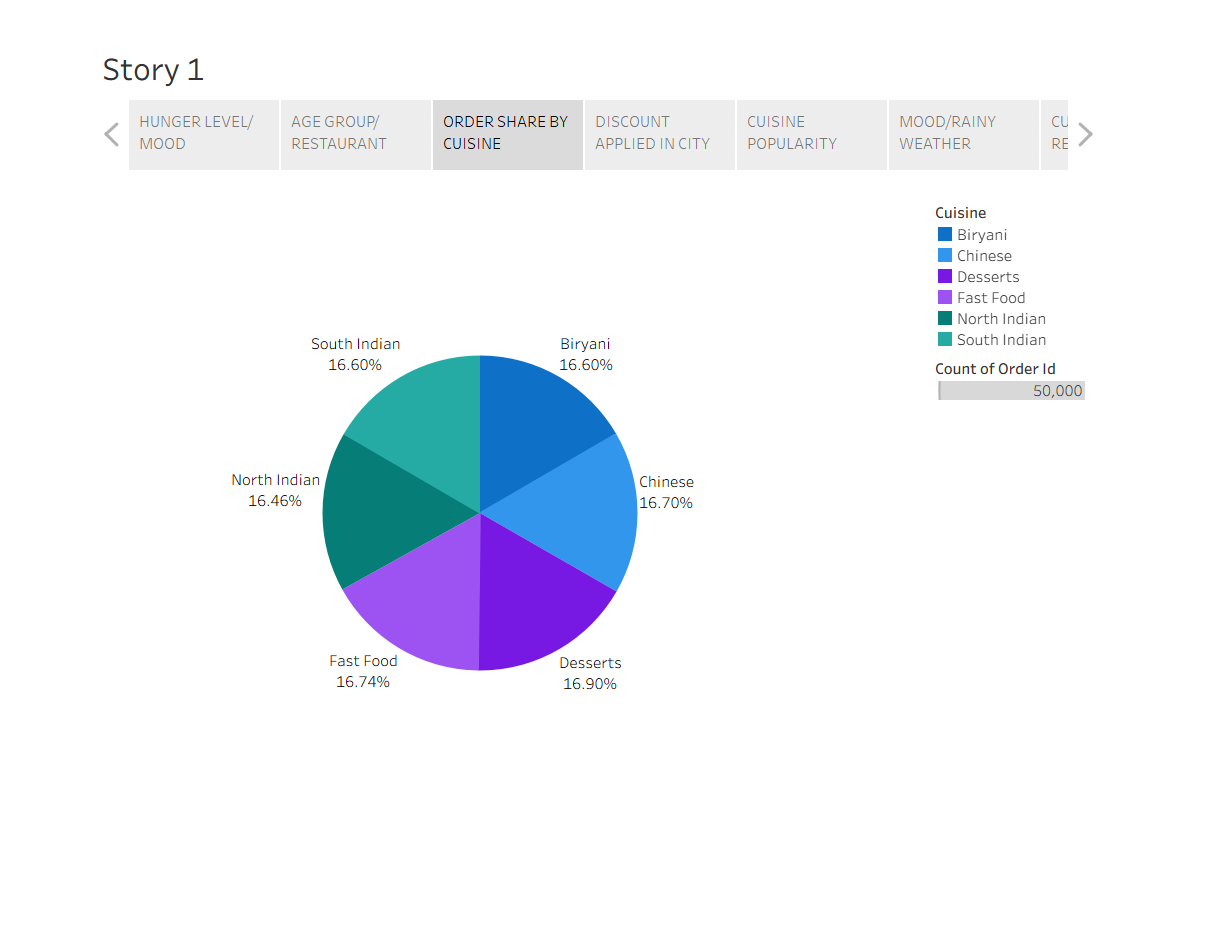 Story 1
HUNGER LEVEL/
MOOD
AGE GROUP/
RESTAURANT
ORDER SHARE BY
CUISINE
DISCOUNT
APPLIED IN CITY
CUISINE
POPULARITY
MOOD/RAINY
WEATHER
CU
RE
Cuisine
Biryani
Chinese
Desserts
Fast Food
North Indian
South Indian
Count of Order Id
50,000
South Indian
16.60%
Biryani
16.60%
North Indian
16.46%
Chinese
16.70%
Fast Food
16.74%
Desserts
16.90%